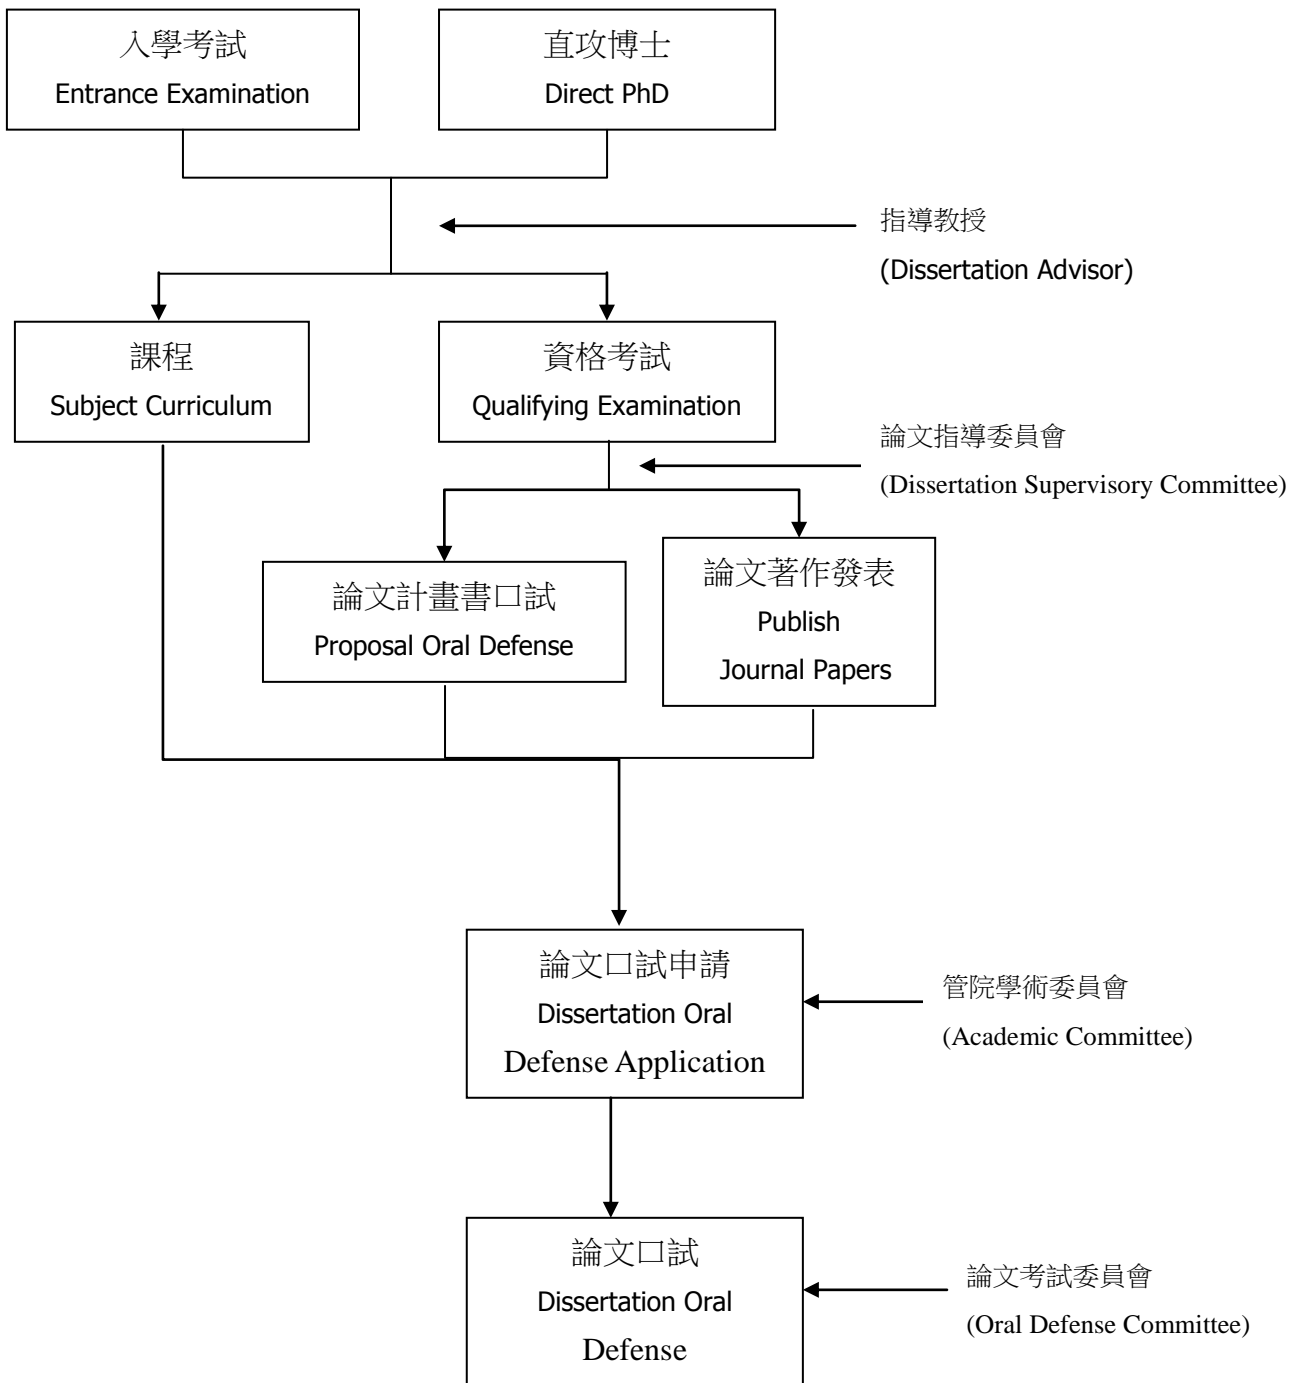 入學考試
Entrance Examination
直攻博士
Direct PhD
指導教授
(Dissertation Advisor)
課程
Subject Curriculum
資格考試
Qualifying Examination
論文指導委員會
(Dissertation Supervisory Committee)
論文計畫書口試
Proposal Oral Defense
論文著作發表
Publish
Journal Papers
論文口試申請
Dissertation Oral
Defense Application
管院學術委員會
(Academic Committee)
論文口試
Dissertation Oral
Defense
論文考試委員會
(Oral Defense Committee)